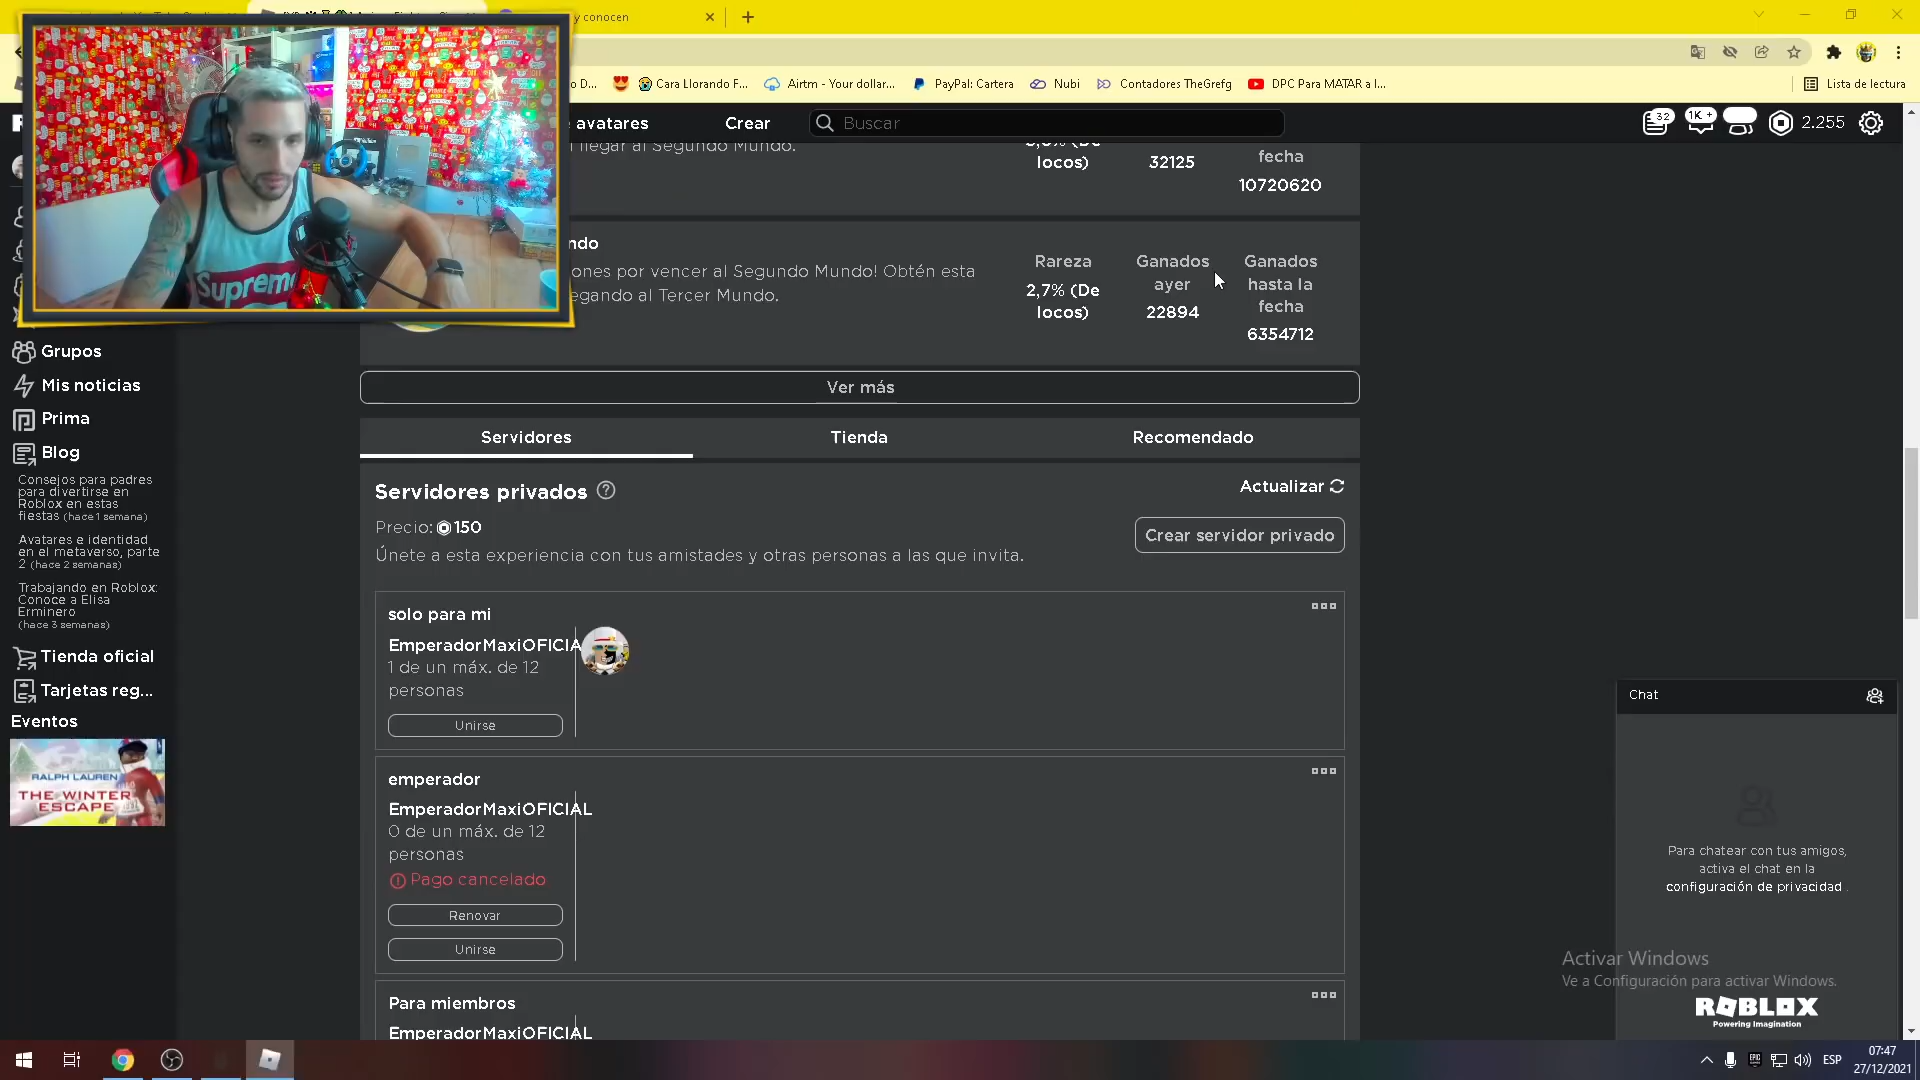 y conocen
o D...
Cara Llorando F...
Airtm - Your dollar...
PayPal: Cartera
Nubi
Contadores TheGrefg
DPC Para MATAR a l...
Lista de lectura
avatares
Crear
Buscar
32
1K +
2.255
llegar al Segundo Mundo.
locos)
32125
fecha
10720620
ndo
ones por vencer al Segundo Mundo! Obtén esta
egando al Tercer Mundo.
Rareza
2,7% (De
locos)
Ganados
ayer
22894
Ganados
hasta la
fecha
6354712
Supreme
Ver más
Servidores
Tienda
Recomendado
Grupos
Mis noticias
Prima
Blog
Consejos para padres
para divertirse en
Roblox en estas
fiestas (hace 1 semana)
Avatares e identidad
en el metaverso, parte
2 (hace 2 semanas)
Trabajando en Roblox:
Conoce a Elisa
Erminero
(hace 3 semanas)
Tienda oficial
Tarjetas reg...
Eventos
RALPH LAUREN
THE WINTER
ESCAPE
Servidores privados
Actualizar
Precio: 150
Crear servidor privado
Únete a esta experiencia con tus amistades y otras personas a las que invita.
solo para mi
EmperadorMaxiOFICIA
1 de un máx. de 12
personas
Unirse
emperador
EmperadorMaxiOFICIAL
0 de un máx. de 12
personas
Pago cancelado
Renovar
Unirse
Para miembros
EmperadorMaxiOFICIAL
Chat
Para chatear con tus amigos,
activa el chat en la
configuración de privacidad .
Activar Windows
Ve a Configuración para activar Windows.
ROBLOX
Powering Imagination
EPIC
ESP
07:47
27/12/2021